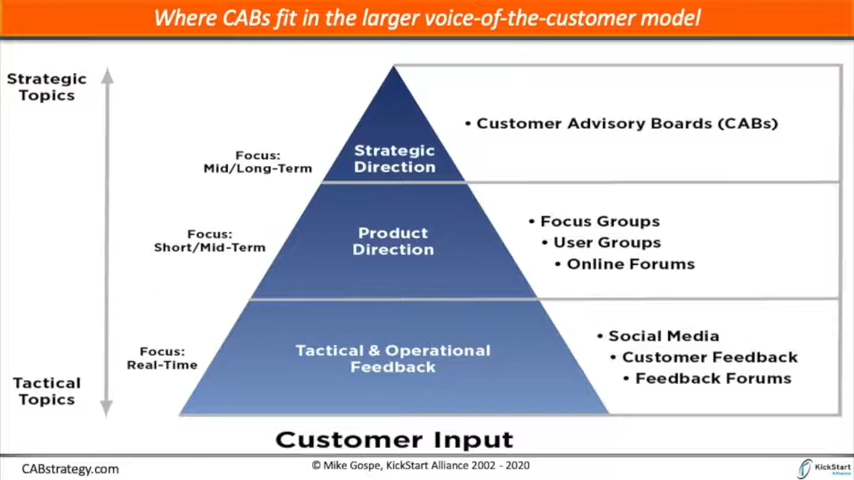 Where CABs fit in the larger voice-of-the-customer model
Strategic
Topics
Focus:
Mid/Long-Term
Strategic
Direction
• Customer Advisory Boards (CABs)
Focus:
Short/Mid-Term
Product
Direction
• Focus Groups
• User Groups
• Online Forums
Focus:
Real-Time
Tactical & Operational
Feedback
• Social Media
• Customer Feedback
• Feedback Forums
Tactical
Topics
Customer Input
CABstrategy.com
© Mike Gospe, KickStart Alliance 2002 - 2020
KickStart
Alliance